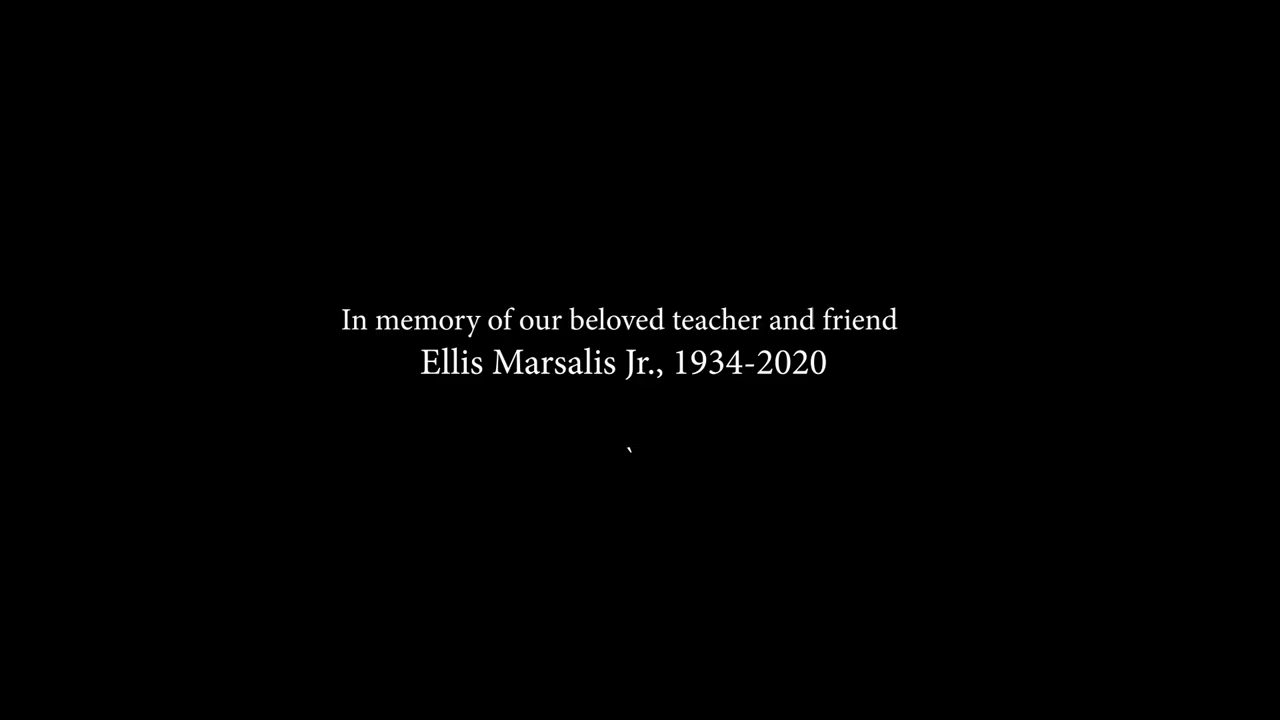 In memory of our beloved teacher and friend
Ellis Marsalis Jr., 1934-2020
`